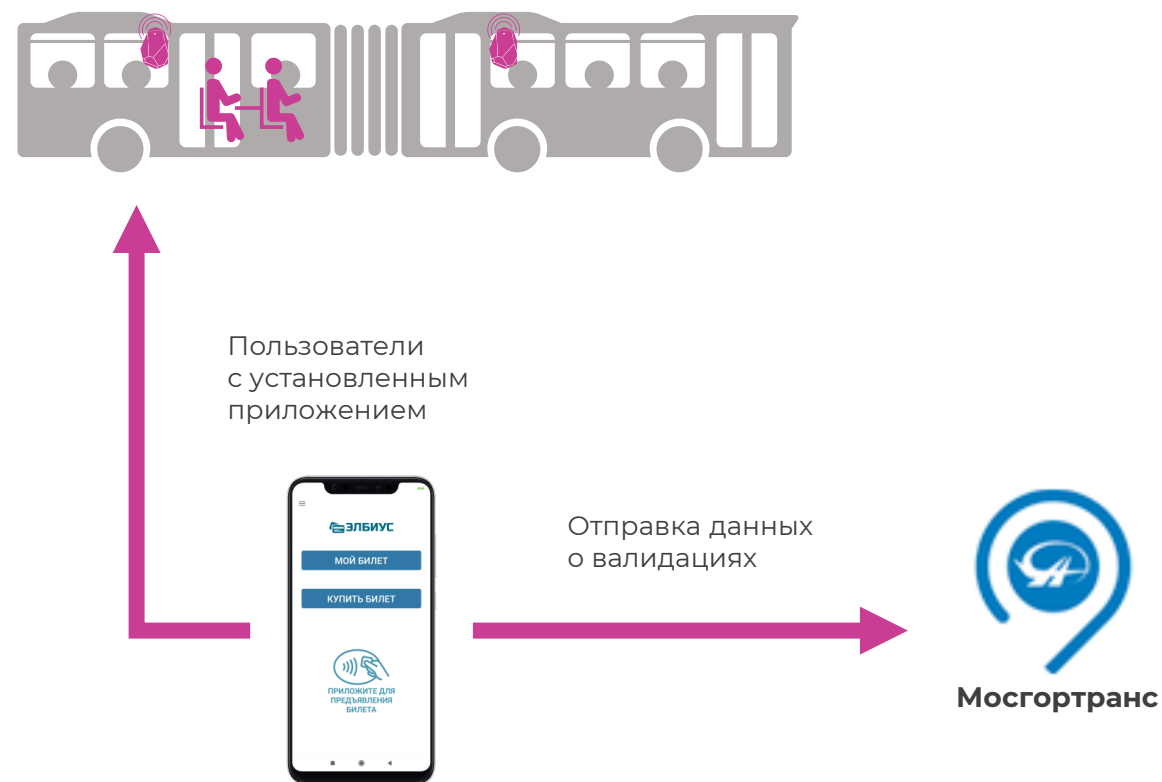 Пользователи
с установленным
приложением
ЭЛБИУС
МОЙ БИЛЕТ
КУПИТЬ БИЛЕТ
ПРИЛОЖИТЕ ДЛЯ
ПРЕДЪЯВЛЕНИЯ
БИЛЕТА
Отправка данных
о валидациях
Мосгортранс